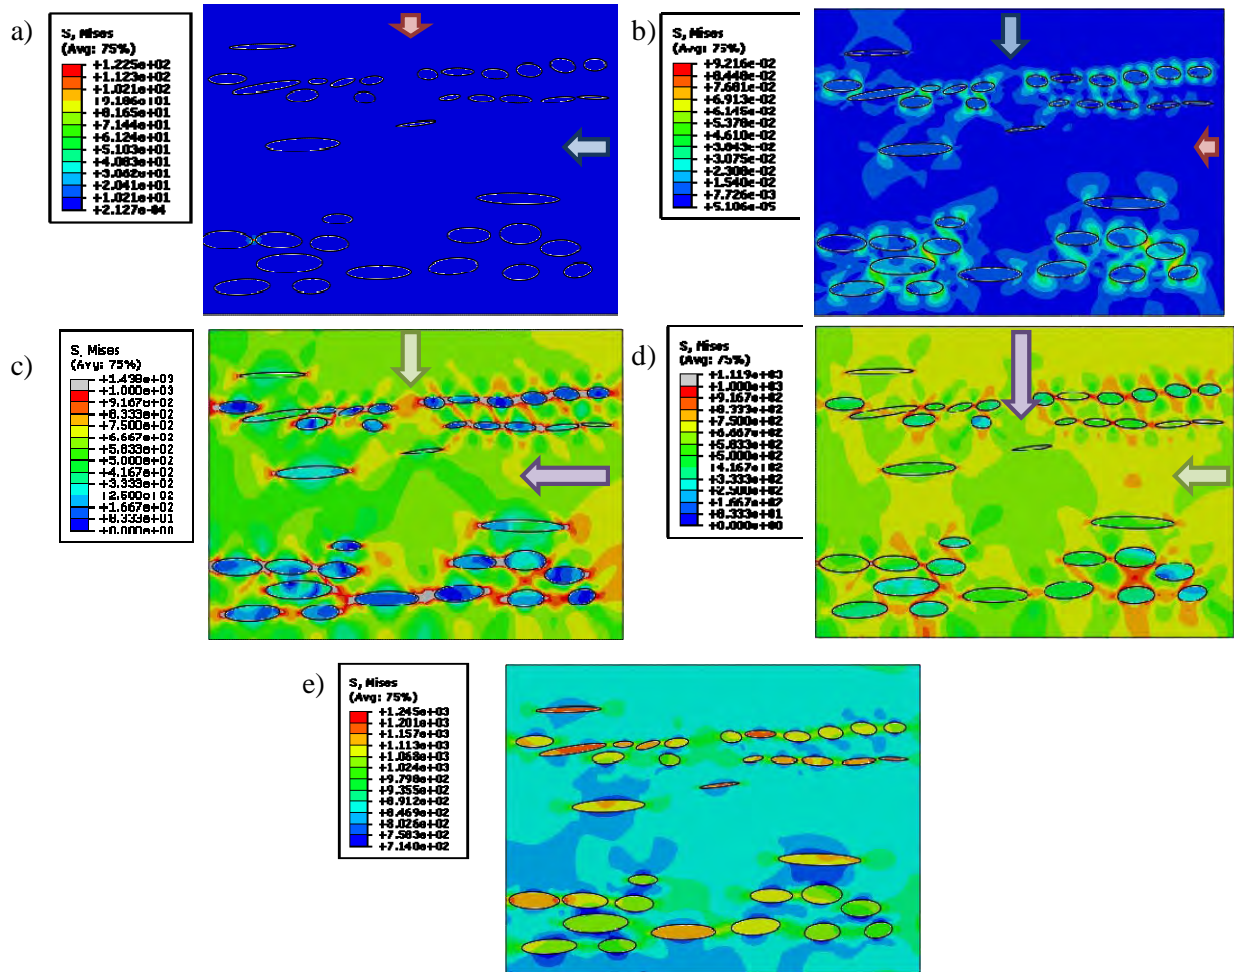 a)
S, Mises
(Avg: 75%)
+1.225e+02
+1.123e+02
+1.021e+02
+9.186e+01
+8.165e+01
+7.144e+01
+6.124e+01
+5.103e+01
+4.083e+01
+3.062e+01
+2.041e+01
+1.021e+01
+2.127e-04
b)
S, Mises
(Avg: 75%)
+9.216e-02
+8.448e-02
+7.681e-02
+6.913e-02
+6.145e-02
+5.378e-02
+4.610e-02
+3.843e-02
+3.075e-02
+2.308e-02
+1.540e-02
+7.726e-03
+5.106e-05
c)
S, Mises
(Avg: 75%)
+1.498e+03
+1.000e+03
+9.167e+02
+8.333e+02
+7.500e+02
+6.667e+02
+5.833e+02
+5.000e+02
+4.167e+02
+3.333e+02
+2.500e+02
+1.667e+02
+8.333e+01
+0.000e+00
d)
S, Mises
(Avg: 75%)
+1.119e+03
+1.000e+03
+9.167e+02
+8.333e+02
+7.500e+02
+6.667e+02
+5.833e+02
+5.000e+02
+4.167e+02
+3.333e+02
+2.500e+02
+1.667e+02
+8.333e+01
+0.000e+00
e)
S, Mises
(Avg: 75%)
+1.245e+03
+1.201e+03
+1.157e+03
+1.113e+03
+1.068e+03
+1.024e+03
+9.798e+02
+9.355e+02
+8.912e+02
+8.469e+02
+8.026e+02
+7.583e+02
+7.140e+02